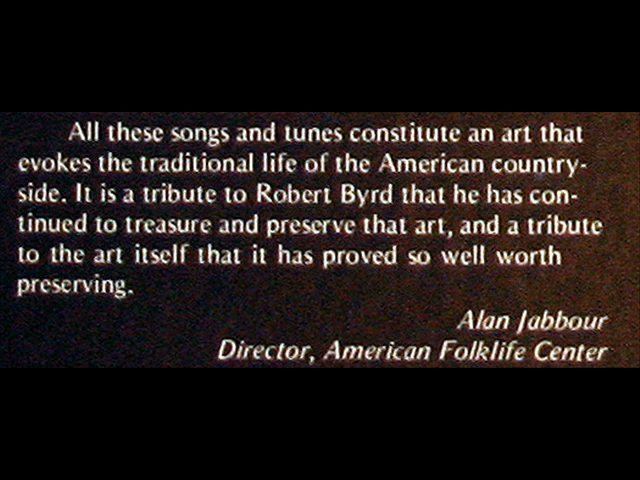 All these songs and tunes constitute an art that
evokes the traditional life of the American country-
side. It is a tribute to Robert Byrd that he has con-
tinued to treasure and preserve that art, and a tribute
to the art itself that it has proved so well worth
preserving.
Alan Jabbour
Director, American Folklife Center